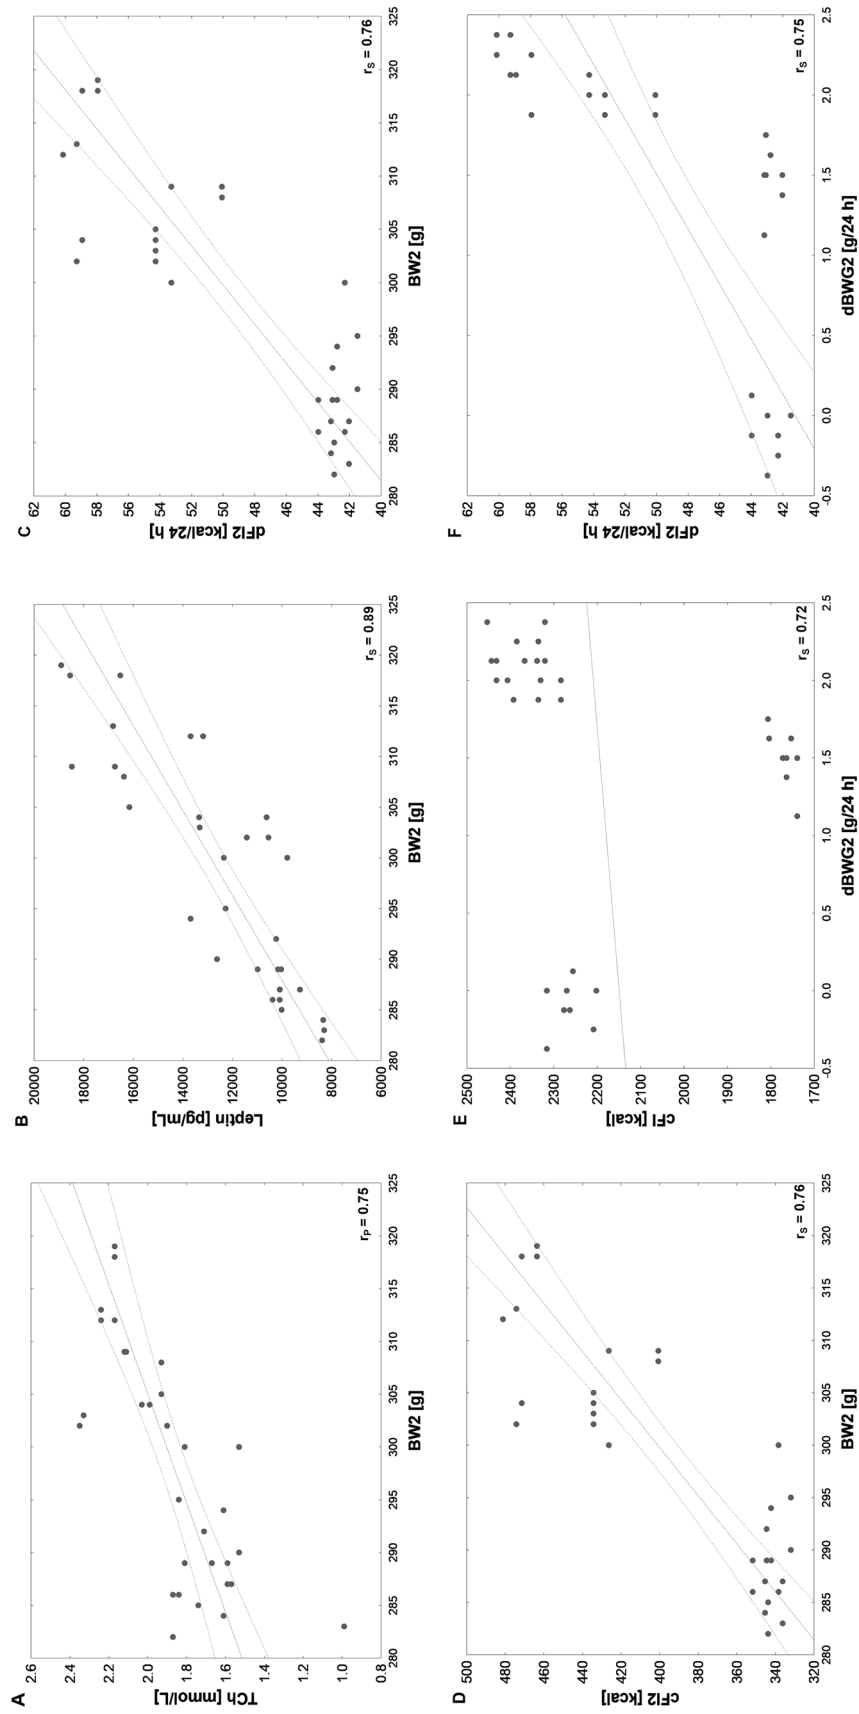 A
TCh [mmol/L]
2.6
2.4
2.2
2.0
1.8
1.6
1.4
1.2
1.0
0.8
rP = 0.75
280 285 290 295 300 305 310 315 320 325
BW2 [g]
B
Leptin [pg/mL]
20000
18000
16000
14000
12000
10000
8000
6000
rS = 0.89
280 285 290 295 300 305 310 315 320 325
BW2 [g]
C
dFI2 [kcal/24 h]
62
60
58
56
54
52
50
48
46
44
42
40
rS = 0.76
280 285 290 295 300 305 310 315 320 325
BW2 [g]
D
cFI2 [kcal]
500
480
460
440
420
400
380
360
340
320
rS = 0.76
280 285 290 295 300 305 310 315 320 325
BW2 [g]
E
cFI [kcal]
2500
2400
2300
2200
2100
2000
1900
1800
1700
rS = 0.72
-0.5 0.0 0.5 1.0 1.5 2.0 2.5
dBWG2 [g/24 h]
F
dFI2 [kcal/24 h]
62
60
58
56
54
52
50
48
46
44
42
40
rS = 0.75
-0.5 0.0 0.5 1.0 1.5 2.0 2.5
dBWG2 [g/24 h]